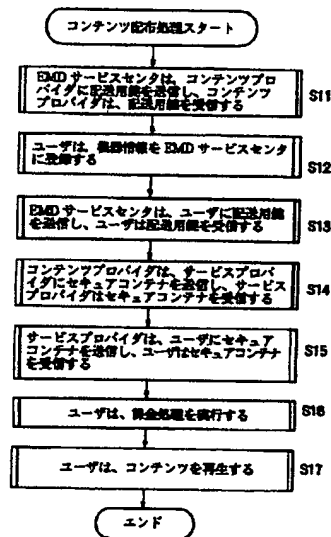 コンテンツ配布処理スタート
EMD サービスセンタは、コンテンツプロ
バイダに配送用鍵を送信し、コンテンツ
プロバイダは、配送用鍵を受信する
S11
ユーザは、機器情報を EMD サービスセンタ
に登録する
S12
EMD サービスセンタは、ユーザに配送用鍵
を送信し、ユーザは配送用鍵を受信する
S13
コンテンツプロバイダは、サービスプロバ
イダにセキュアコンテナを送信し、サービス
プロバイダはセキュアコンテナを受信する
S14
サービスプロバイダは、ユーザにセキュア
コンテナを送信し、ユーザはセキュアコンテナ
を受信する
S15
ユーザは、課金処理を実行する
S16
ユーザは、コンテンツを再生する
S17
エンド